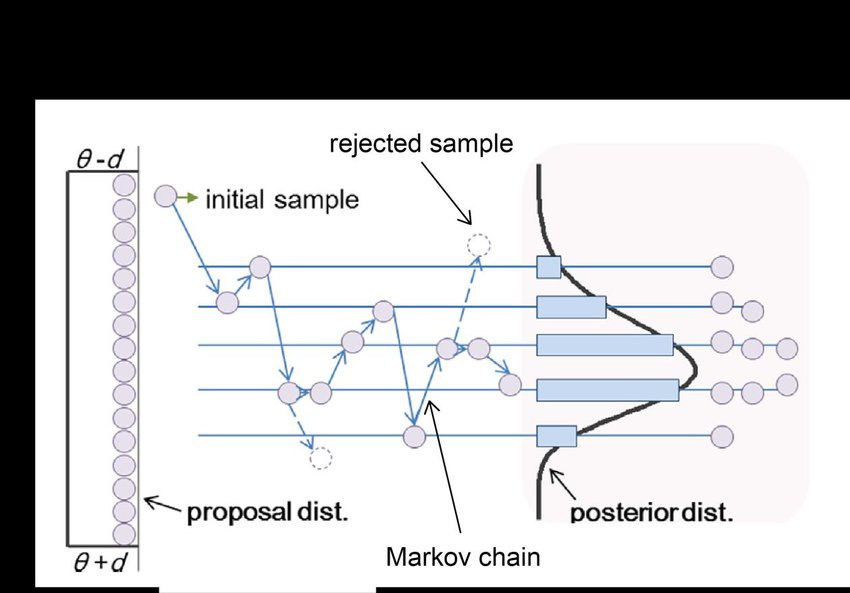 rejected sample
θ-d
initial sample
proposal dist.
posterior dist.
Markov chain
θ+d